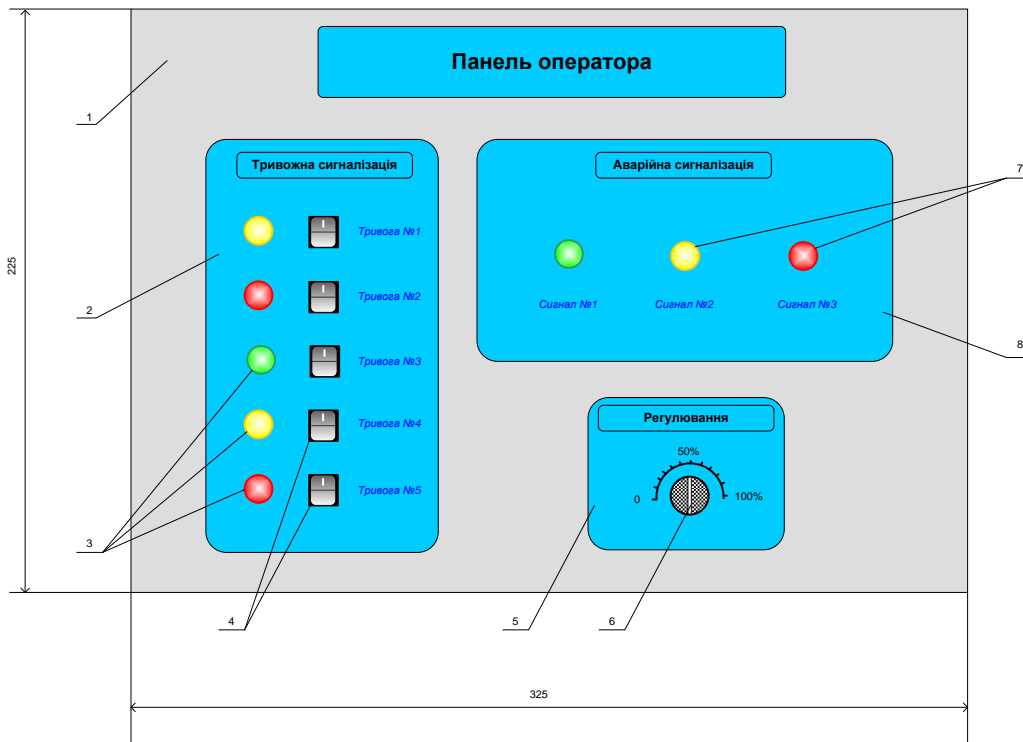 Панель оператора
1
Тривожна сигналізація
Аварійна сигналізація
7
Тривога №1
225
Тривога №2
Сигнал №1
Сигнал №2
Сигнал №3
2
8
Тривога №3
Регулювання
Тривога №4
50%
Тривога №5
0
100%
3
4
5
6
325